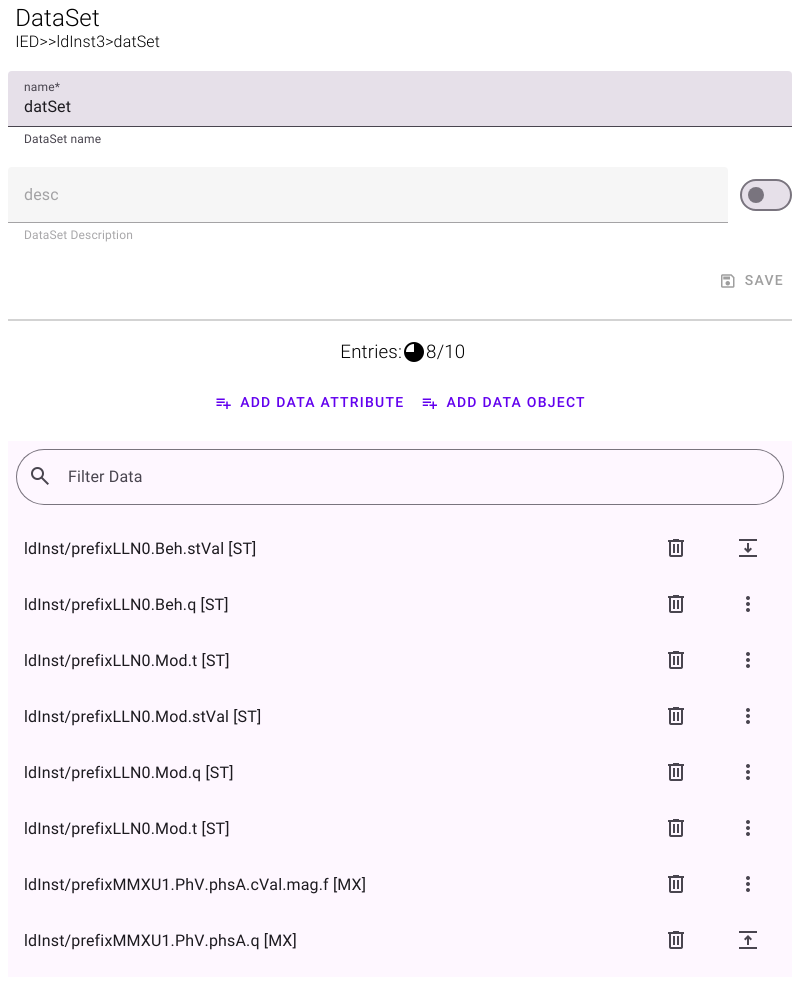 DataSet
IED>>ldInst3>datSet
name*
datSet
DataSet name
desc
DataSet Description
SAVE
Entries: 8/10
ADD DATA ATTRIBUTE ADD DATA OBJECT
Filter Data
ldInst/prefixLLN0.Beh.stVal [ST]
ldInst/prefixLLN0.Beh.q [ST]
ldInst/prefixLLN0.Mod.t [ST]
ldInst/prefixLLN0.Mod.stVal [ST]
ldInst/prefixLLN0.Mod.q [ST]
ldInst/prefixLLN0.Mod.t [ST]
ldInst/prefixMMXU1.PhV.phsA.cVal.mag.f [MX]
ldInst/prefixMMXU1.PhV.phsA.q [MX]